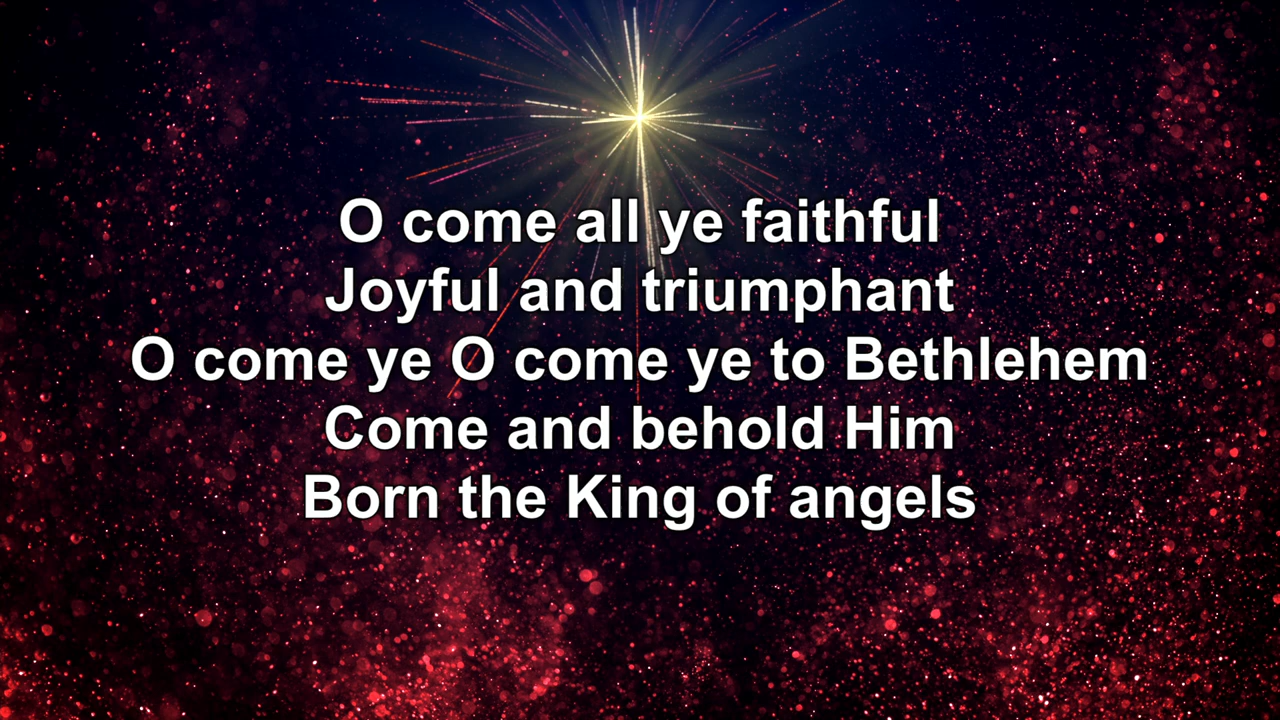 O come all ye faithful
Joyful and triumphant
O come ye O come ye to Bethlehem
Come and behold Him
Born the King of angels